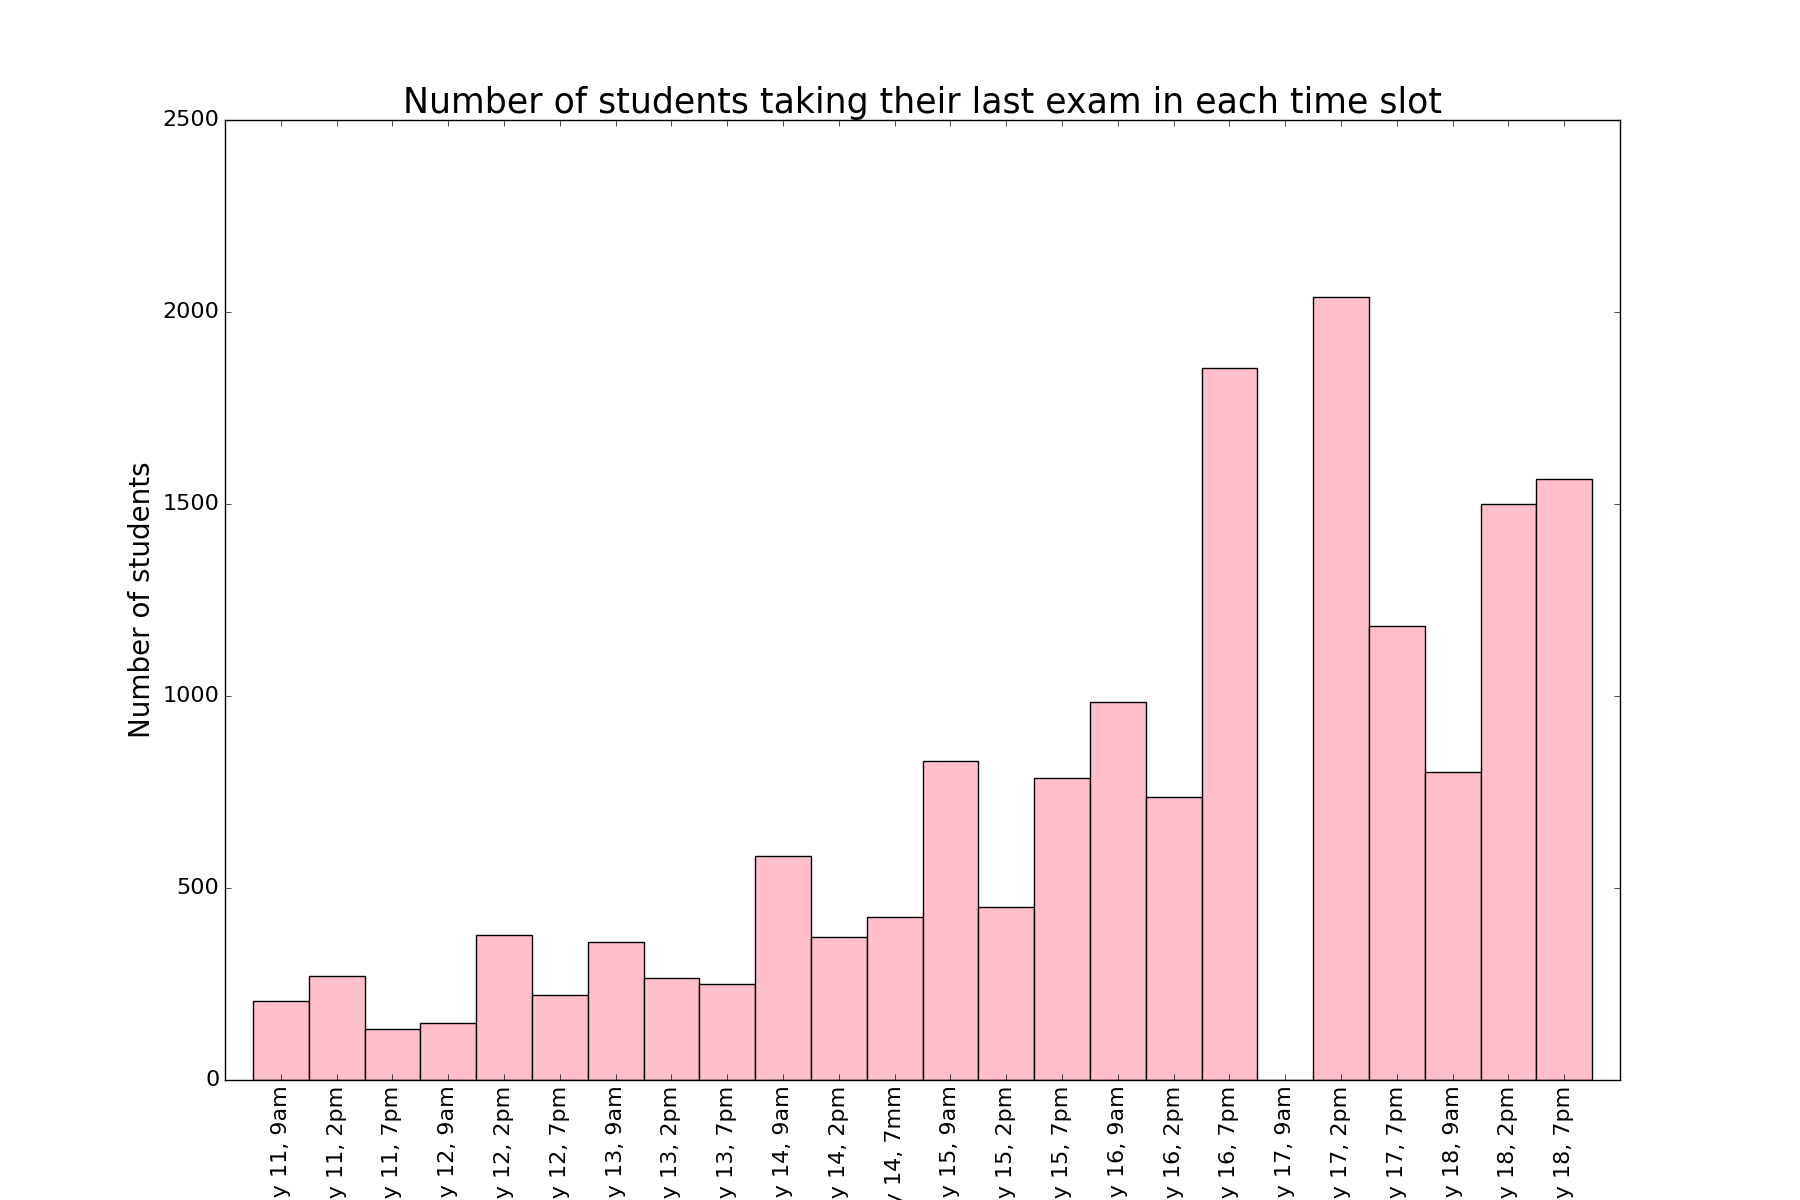 Number of students taking their last exam in each time slot
2500
2000
1500
1000
500
0
Number of students
y 11, 9am
y 11, 2pm
y 11, 7pm
y 12, 9am
y 12, 2pm
y 12, 7pm
y 13, 9am
y 13, 2pm
y 13, 7pm
y 14, 9am
y 14, 2pm
y 14, 7mm
y 15, 9am
y 15, 2pm
y 15, 7pm
y 16, 9am
y 16, 2pm
y 16, 7pm
y 17, 9am
y 17, 2pm
y 17, 7pm
y 18, 9am
y 18, 2pm
y 18, 7pm